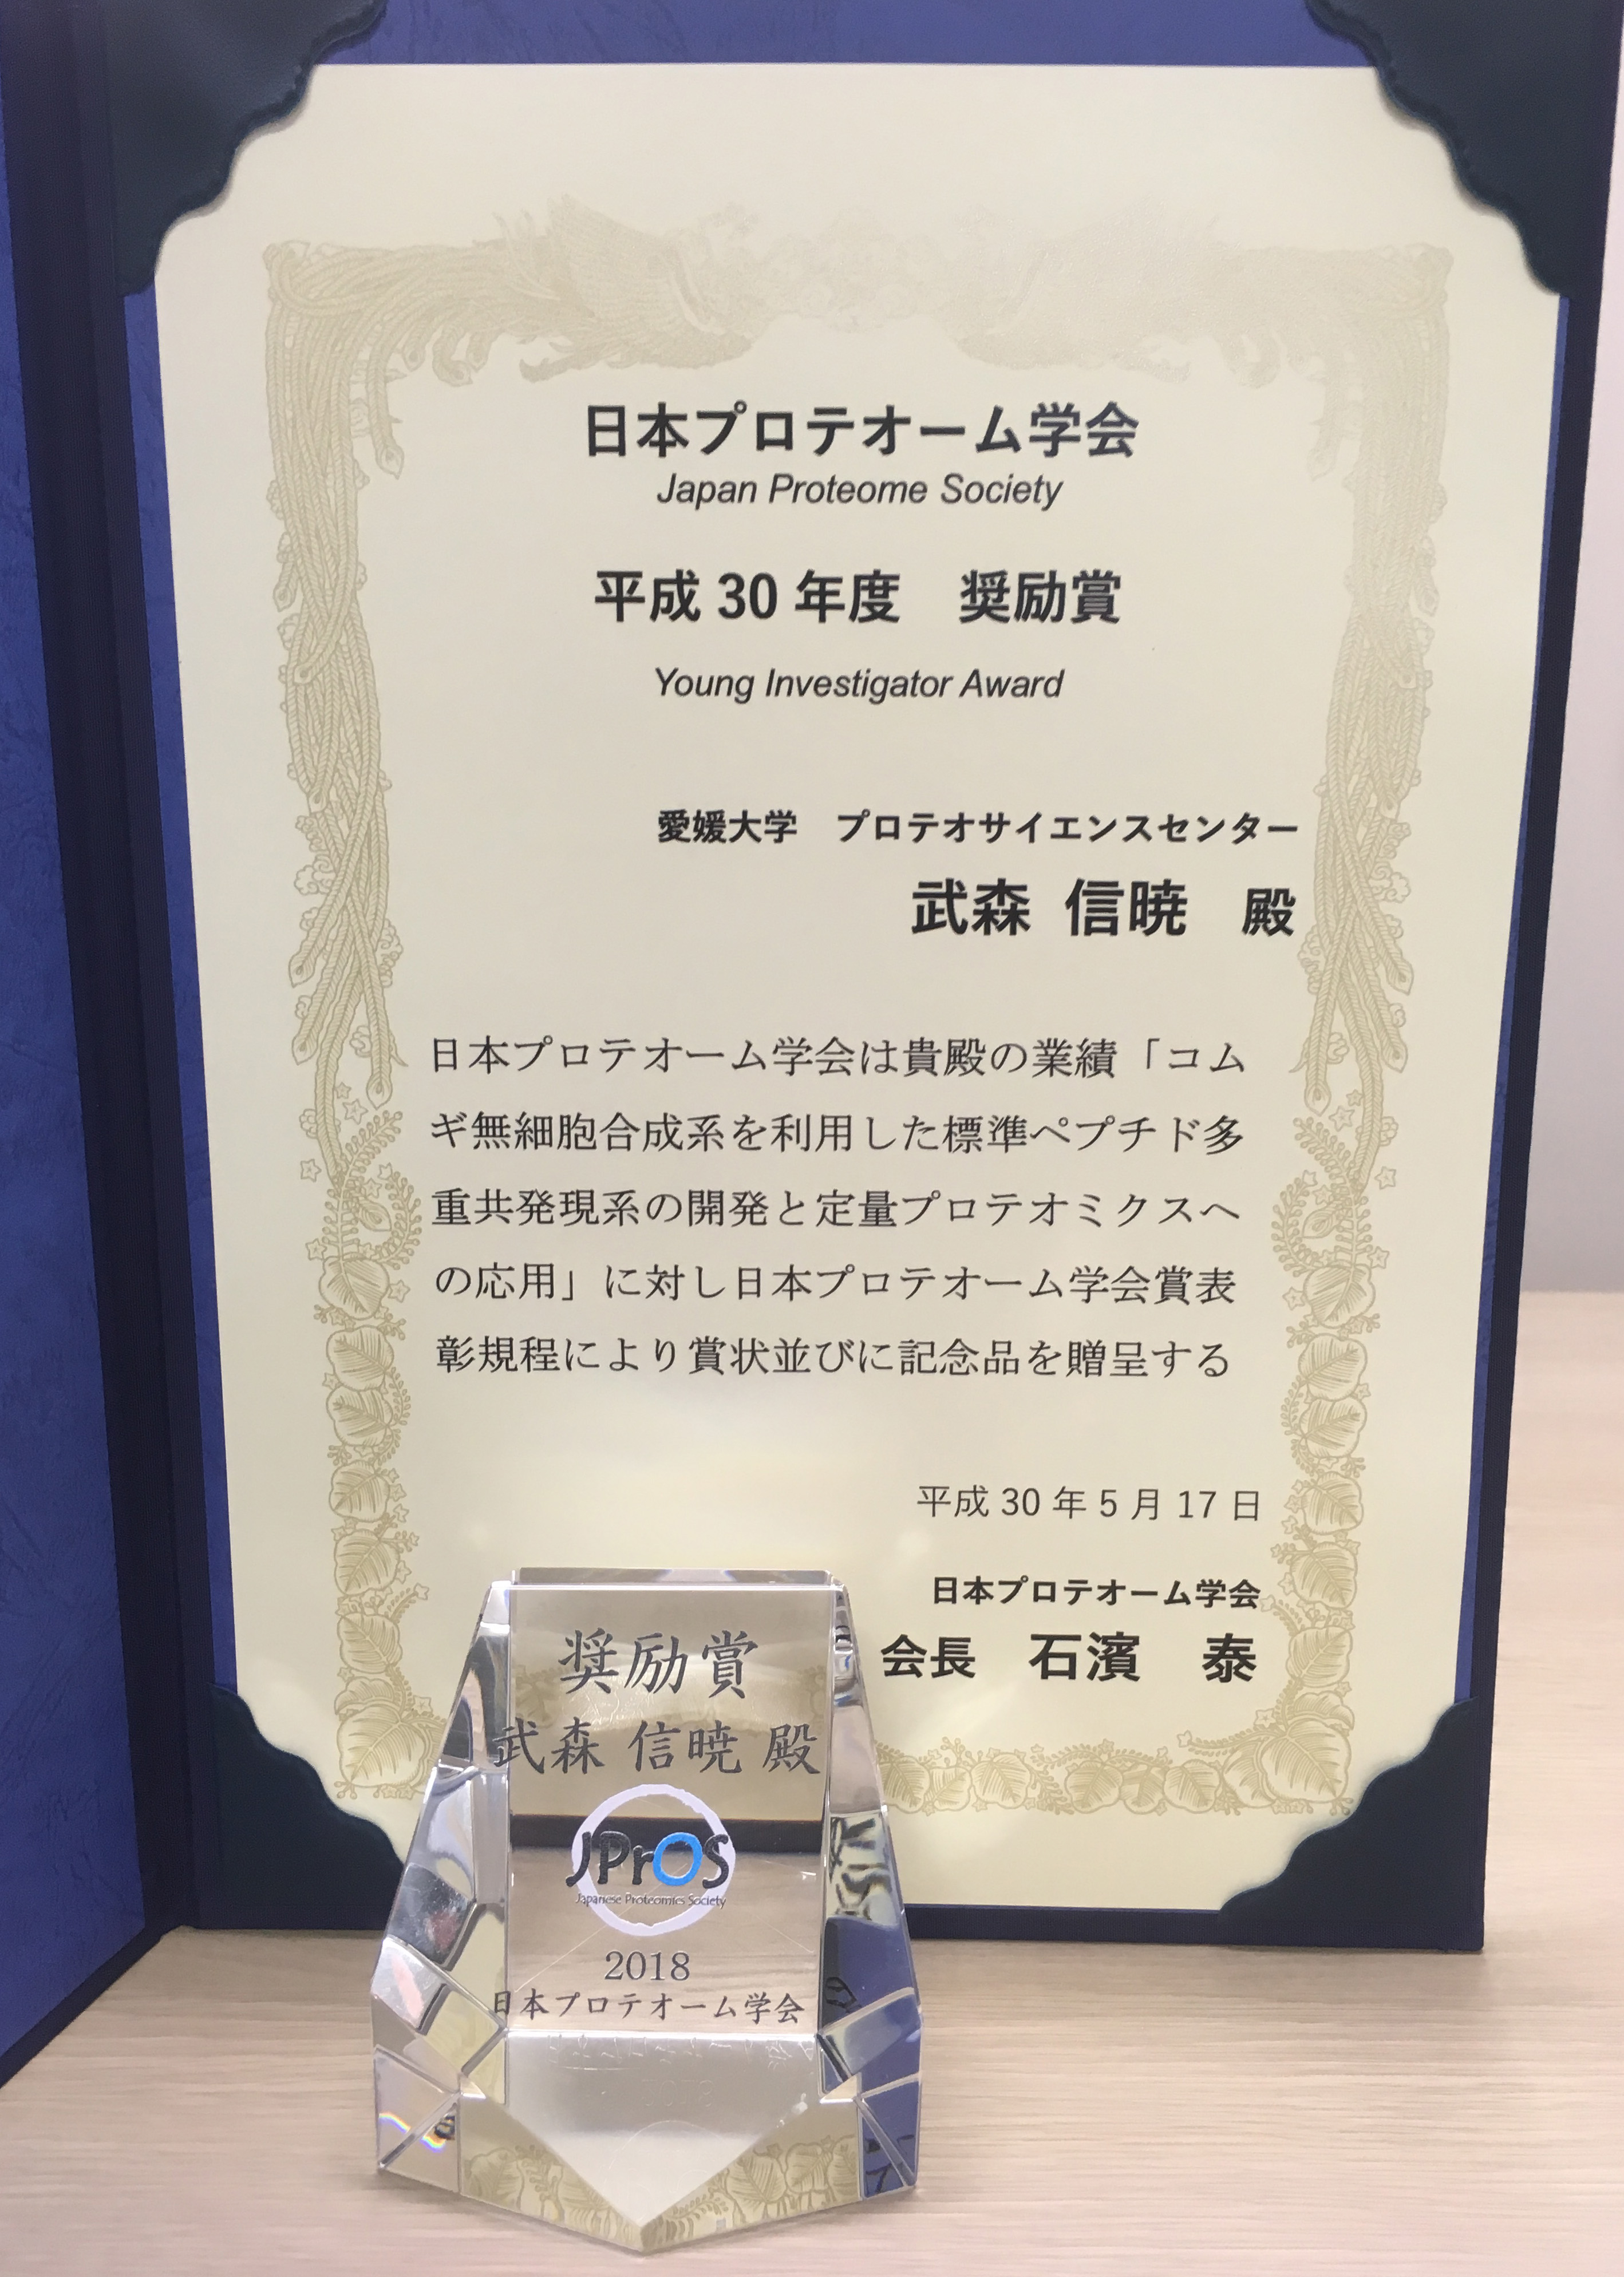 日本プロテオーム学会
Japan Proteome Society
平成 30 年度　奨励賞
Young Investigator Award
愛媛大学　プロテオサイエンスセンター
武森 信暁　殿
日本プロテオーム学会は貴殿の業績「コム
ギ無細胞合成系を利用した標準ペプチド多
重共発現系の開発と定量プロテオミクスへ
の応用」に対し日本プロテオーム学会賞表
彰規程により賞状並びに記念品を贈呈する
平成 30 年 5 月 17 日
日本プロテオーム学会
会長　石濱　泰
奨励賞
武森 信暁 殿
JPrOS
Japanese Proteomics Society
2018
日本プロテオーム学会